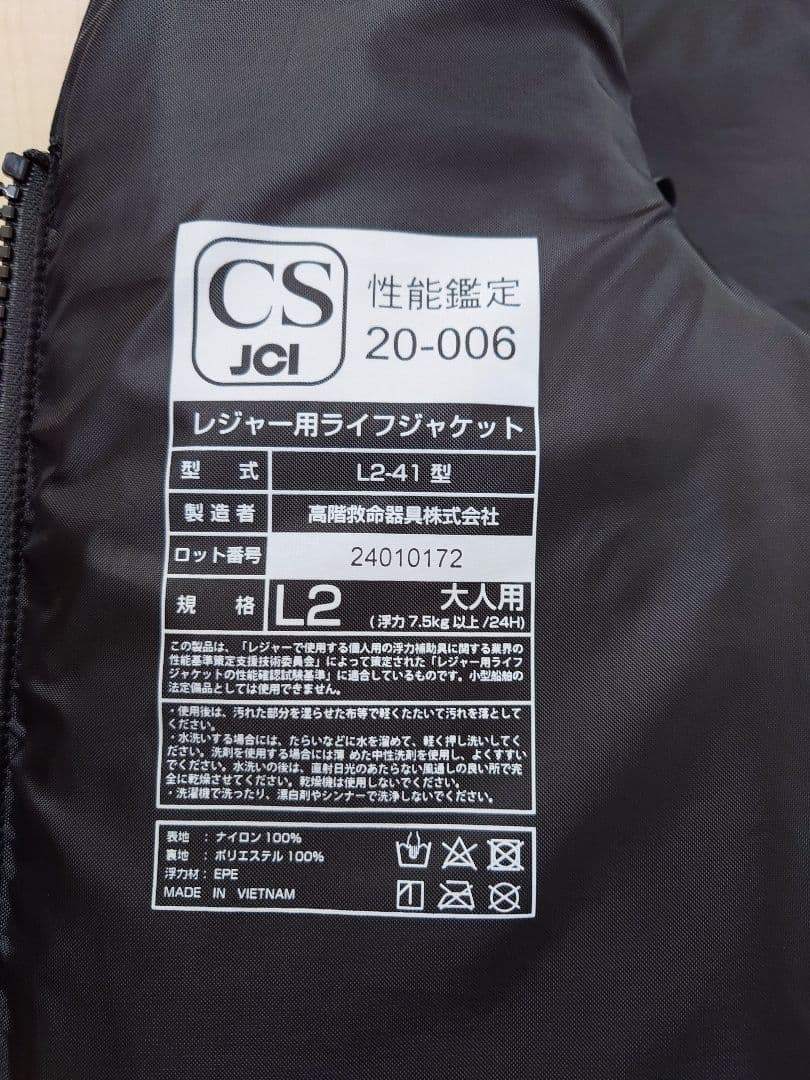 CS
JCI
性能鑑定
20-006
レジャー用ライフジャケット
型　式 L2-41 型
製造者 高階救命器具株式会社
ロット番号 24010172
規　格 L2 大人用
(浮力 7.5kg 以上 /24H)
この製品は、「レジャーで使用する個人用の浮力補助具に関する業界の
性能基準策定支援技術委員会」によって策定された「レジャー用ライフ
ジャケットの性能確認試験基準」に適合しているものです。小型船舶の
法定備品としては使用できません。
・使用後は、汚れた部分を湿らせた布等で軽くたたいて汚れを落として
ください。
・水洗いする場合には、たらいなどに水を溜めて、軽く押し洗いしてく
ださい。洗剤を使用する場合には薄 めた中性洗剤を使用し、よくすすい
でください。水洗いの後は、直射日光のあたらない風通しの良い所で完
全に乾燥させてください。乾燥機は使用しないでください。
・洗濯機で洗ったり、漂白剤やシンナーで洗浄しないでください。
表地　: ナイロン 100%
裏地　: ポリエステル 100%
浮力材 : EPE
MADE IN VIETNAM